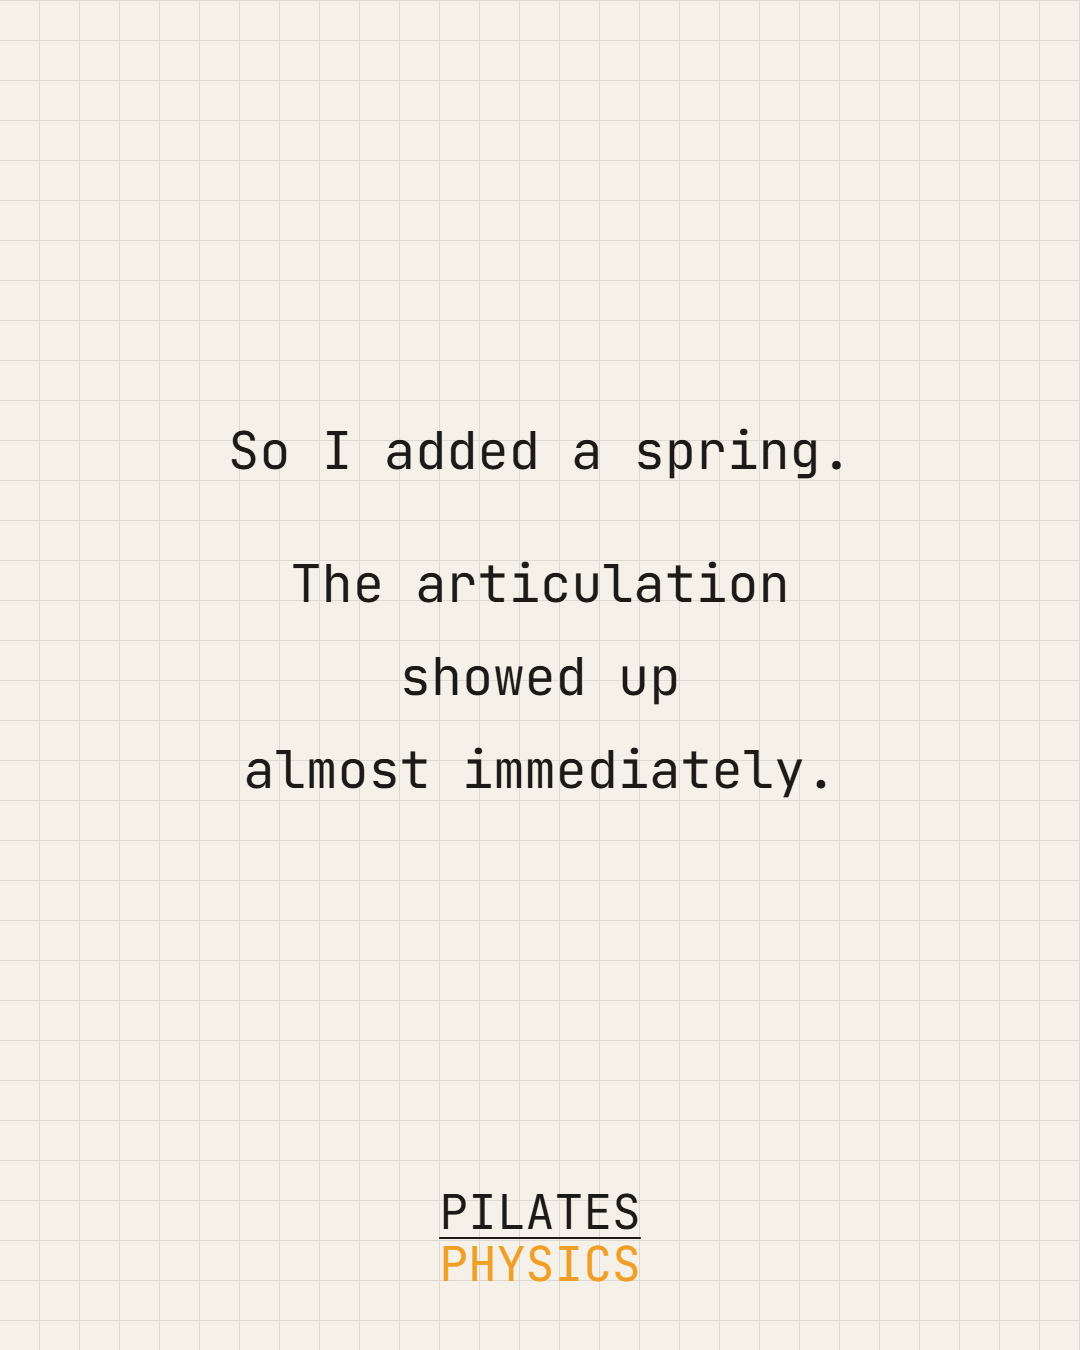 So I added a spring.
The articulation
showed up
almost immediately.
PILATES
PHYSICS